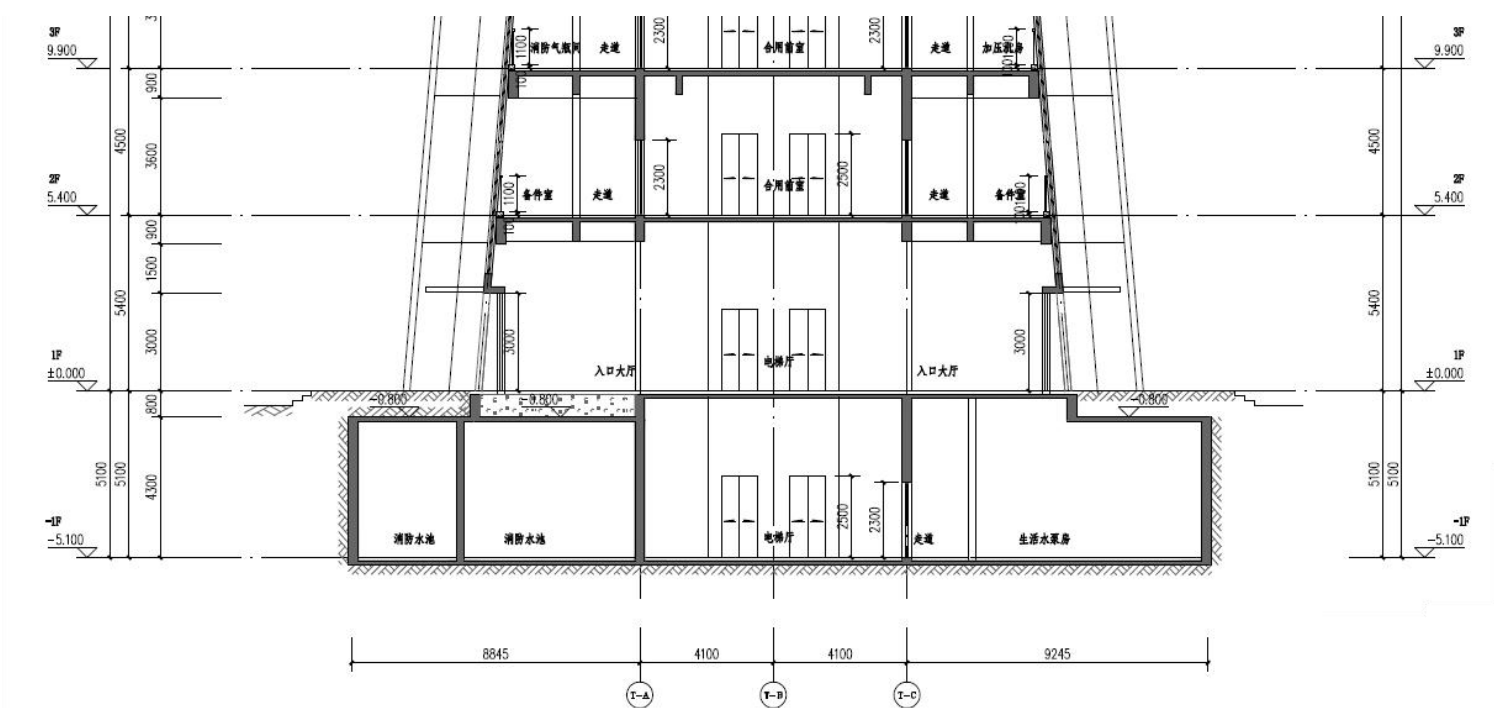 3F
9.900
900
4500
3600
2F
5.400
900
1500
5400
3000
1F
±0.000
800
5100
5100
4300
-1F
-5.100
1100
消防气瓶间
走道
2300
合用前室
2300
走道
加压机房
1100
备件室
走道
2300
合用前室
2500
走道
备件室
3000
入口大厅
电梯厅
入口大厅
3000
-0.800
-0.800
-0.800
消防水池
消防水池
电梯厅
2500
2300
走道
生活水泵房
3F
9.900
4500
2F
5.400
5400
1F
±0.000
5100
5100
-1F
-5.100
8845
4100
4100
9245
T-A
T-B
T-C